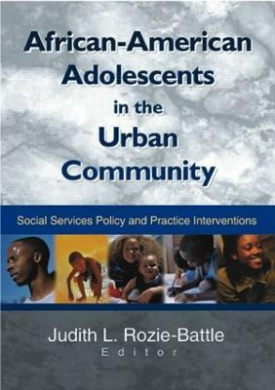 African-American
Adolescents
in the
Urban
Community
Social Services Policy and Practice Interventions
Judith L. Rozie-Battle
Editor